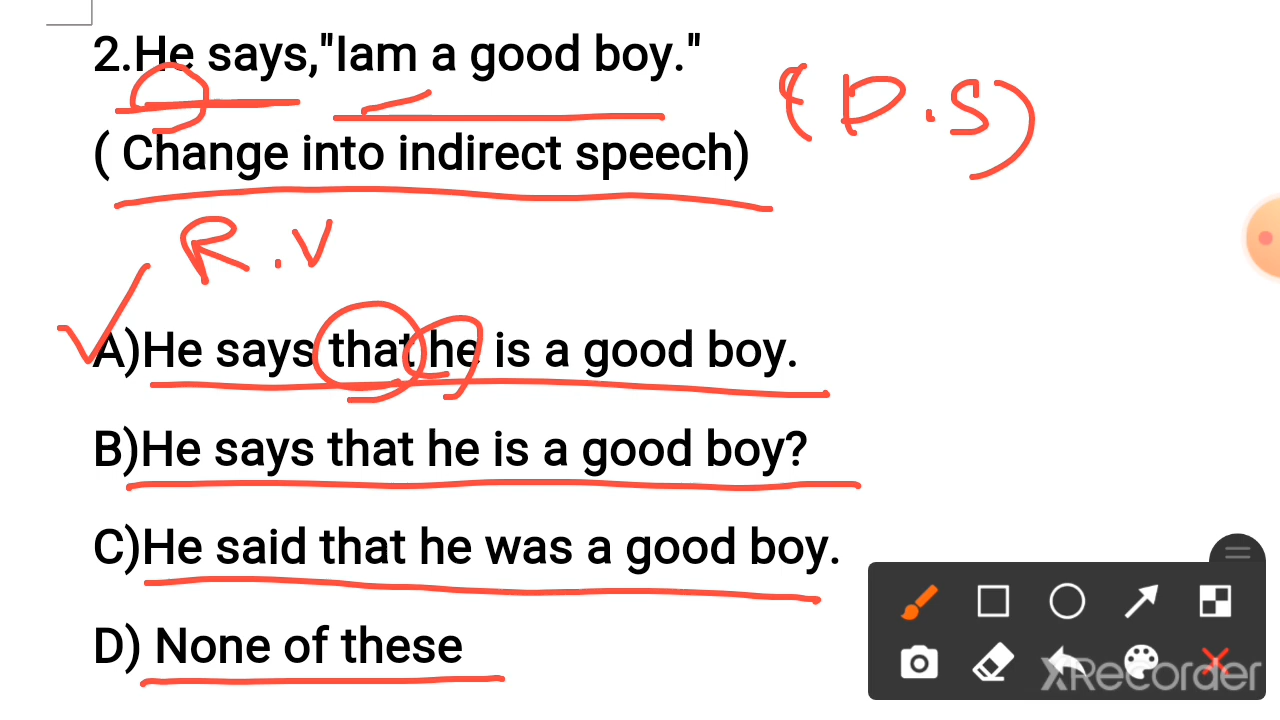 2.He says,"Iam a good boy."
(D.S)
( Change into indirect speech)
R.V
A)He says that he is a good boy.
B)He says that he is a good boy?
C)He said that he was a good boy.
D) None of these
XRecorder